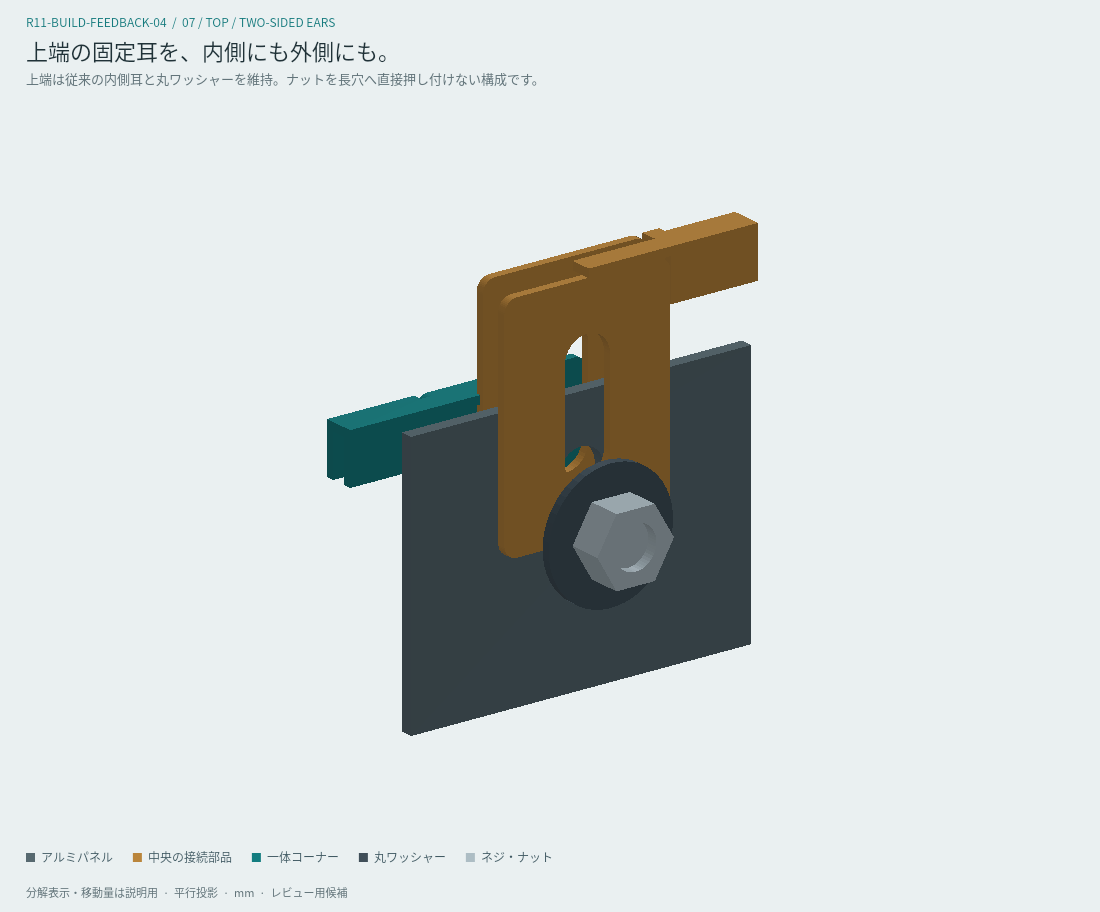 R11-BUILD-FEEDBACK-04 / 07 / TOP / TWO-SIDED EARS
上端の固定耳を、内側にも外側にも。
上端は従来の内側耳と丸ワッシャーを維持。ナットを長穴へ直接押し付けない構成です。
アルミパネル 中央の接続部品 一体コーナー 丸ワッシャー ネジ・ナット
分解表示・移動量は説明用 · 平行投影 · mm · レビュー用候補